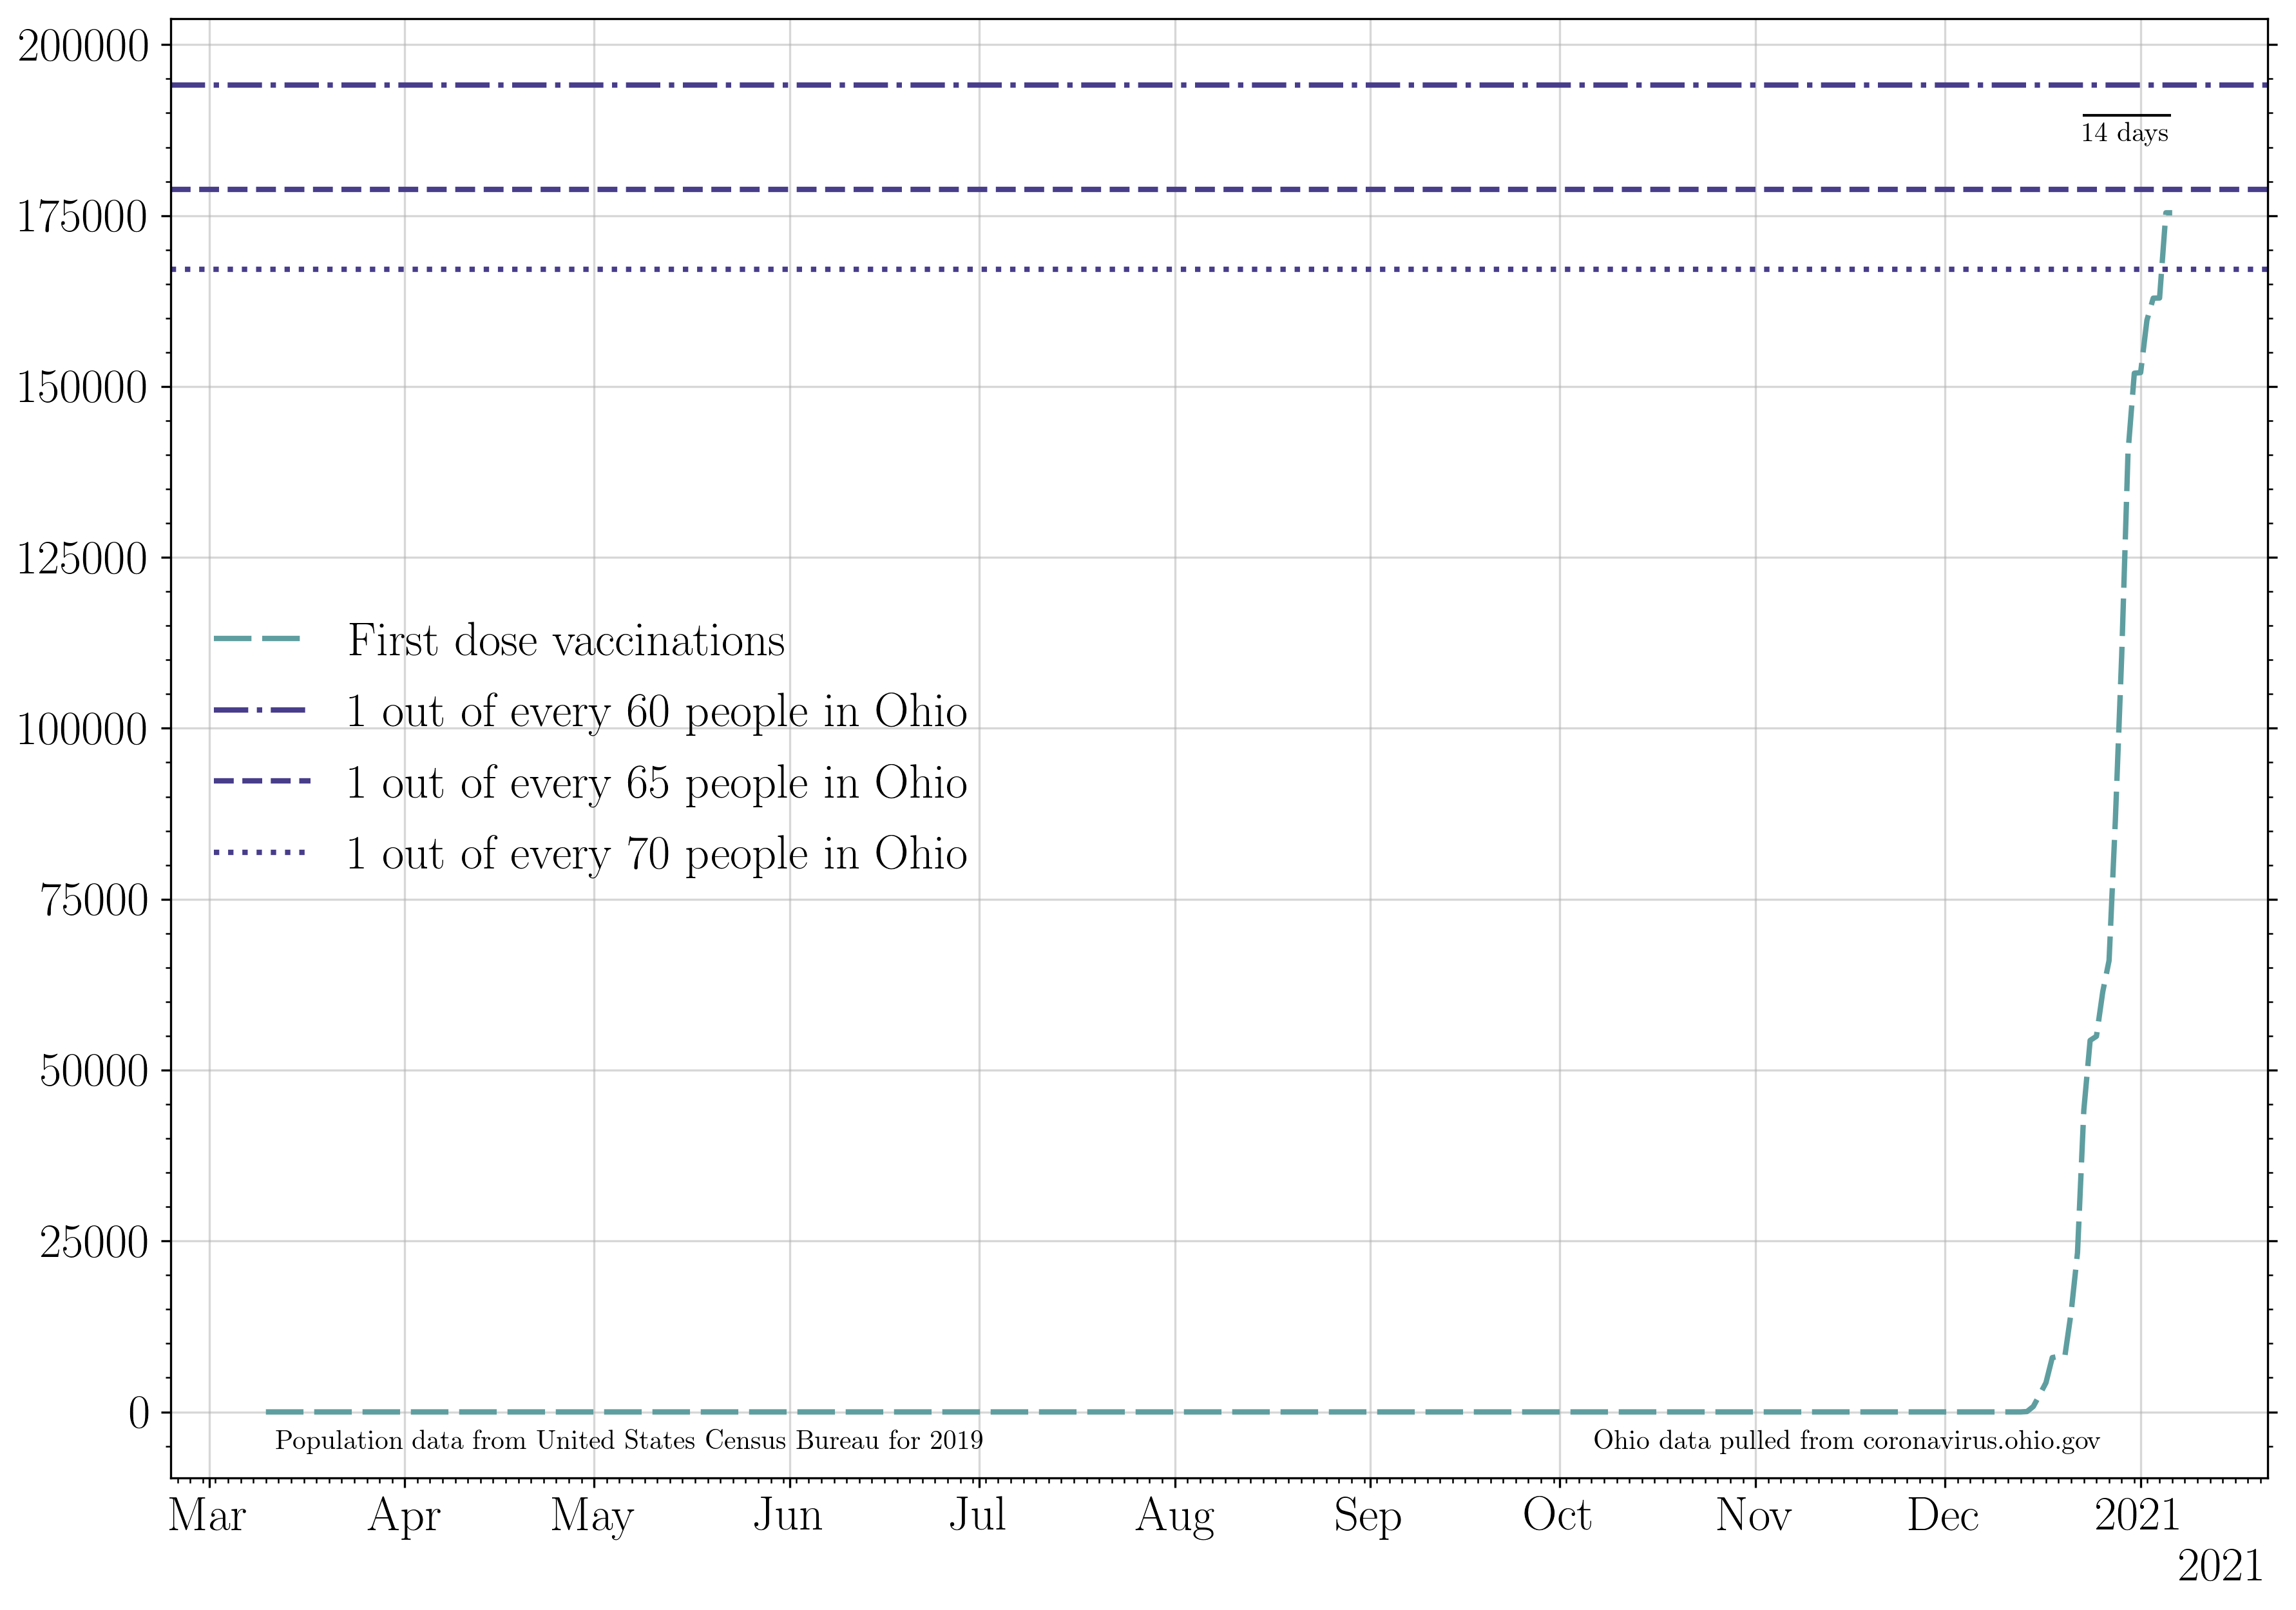 200000
175000
150000
125000
100000
75000
50000
25000
0
14 days
First dose vaccinations
1 out of every 60 people in Ohio
1 out of every 65 people in Ohio
1 out of every 70 people in Ohio
Population data from United States Census Bureau for 2019
Ohio data pulled from coronavirus.ohio.gov
Mar Apr May Jun Jul Aug Sep Oct Nov Dec 2021
2021